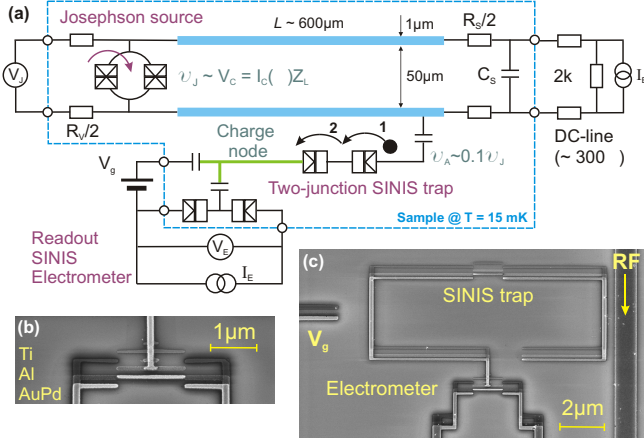 (a)
Josephson source
L ~ 600µm
1µm
R_S/2
V_J
υ_J ~ V_C = I_C( )Z_L
50µm
C_S
2k
I_B
R_V/2
Charge node
2
1
υ_A~0.1υ_J
DC-line
(~ 300 )
V_g
Two-junction SINIS trap
Sample @ T = 15 mK
Readout
SINIS
Electrometer
V_E
I_E
(b)
1µm
Ti
Al
AuPd
(c)
RF
SINIS trap
V_g
Electrometer
2µm